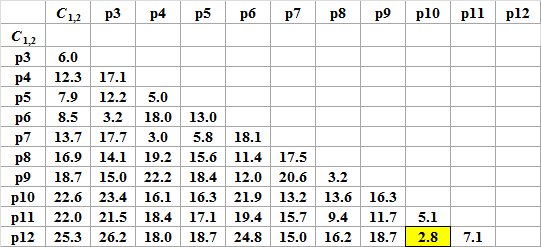 C1,2 p3 p4 p5 p6 p7 p8 p9 p10 p11 p12
C1,2
p3 6.0
p4 12.3 17.1
p5 7.9 12.2 5.0
p6 8.5 3.2 18.0 13.0
p7 13.7 17.7 3.0 5.8 18.1
p8 16.9 14.1 19.2 15.6 11.4 17.5
p9 18.7 15.0 22.2 18.4 12.0 20.6 3.2
p10 22.6 23.4 16.1 16.3 21.9 13.2 13.6 16.3
p11 22.0 21.5 18.4 17.1 19.4 15.7 9.4 11.7 5.1
p12 25.3 26.2 18.0 18.7 24.8 15.0 16.2 18.7 2.8 7.1